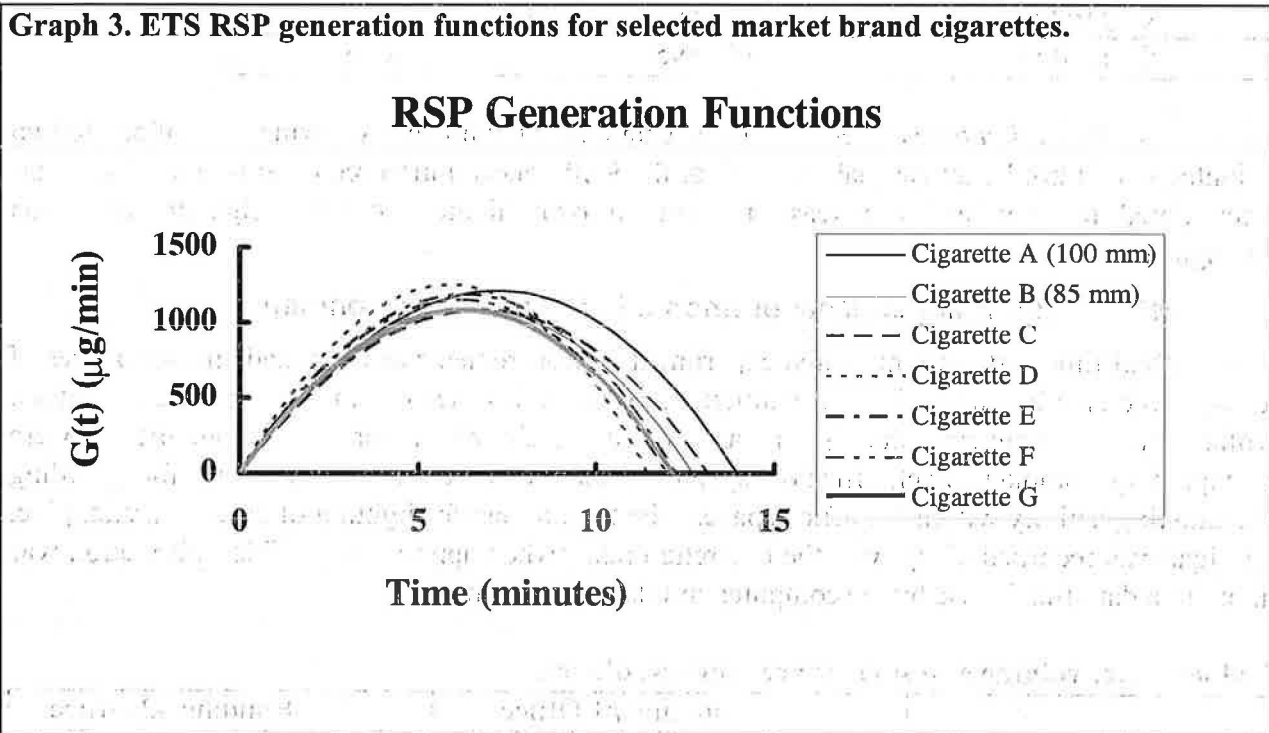 Graph 3. ETS RSP generation functions for selected market brand cigarettes.
RSP Generation Functions
G(t) (µg/min)
1500
1000
500
0
0 5 10 15
Time (minutes)
Cigarette A (100 mm)
Cigarette B (85 mm)
Cigarette C
Cigarette D
Cigarette E
Cigarette F
Cigarette G